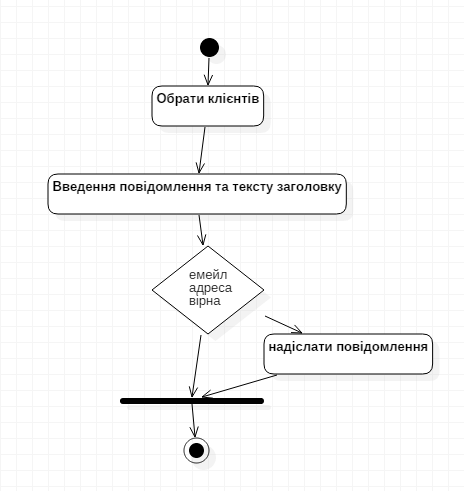 Обрати клієнтів
Введення повідомлення та тексту заголовку
емейл
адреса
вірна
надіслати повідомлення